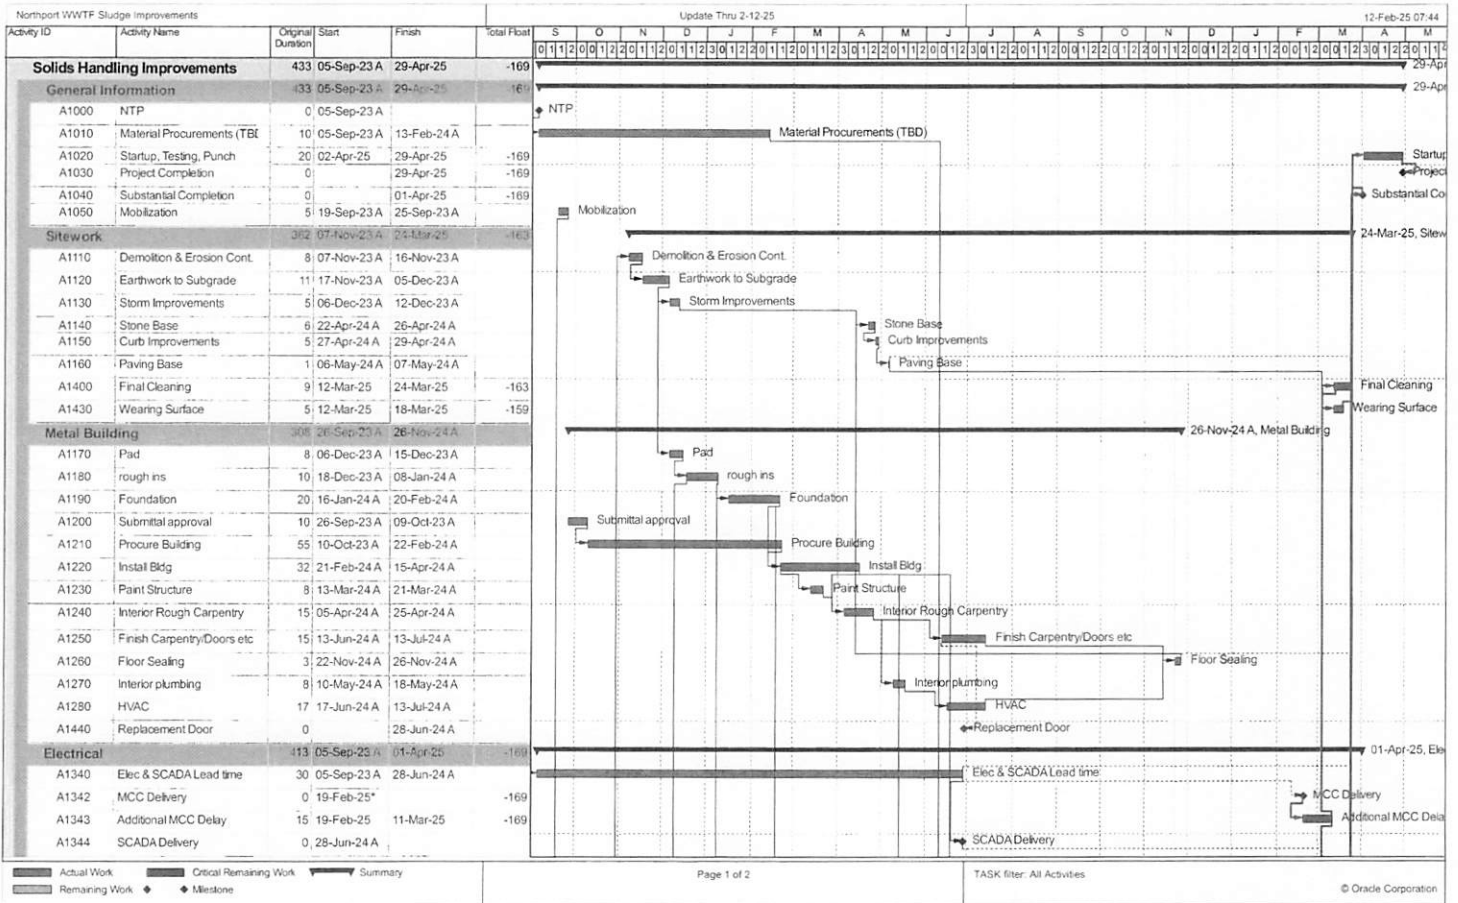 Northport WWTF Sludge Improvements Update Thru 2-12-25 12-Feb-25 07:44
Activity ID Activity Name Original Duration Start Finish Total Float
S O N D J F M A M J J A S O N D F M A M
Solids Handling Improvements 433 05-Sep-23 A 29-Apr-25 -169 29-Apr
General Information 433 05-Sep-23 A 29-Apr-25 -169 29-Apr
A1000 NTP 0 05-Sep-23 A NTP
A1010 Material Procurements (TBD 10 05-Sep-23 A 13-Feb-24 A Material Procurements (TBD)
A1020 Startup, Testing, Punch 20 02-Apr-25 29-Apr-25 -169 Startup
A1030 Project Completion 0 29-Apr-25 -169 Project
A1040 Substantial Completion 0 01-Apr-25 -169 Substantial Co
A1050 Mobilization 5 19-Sep-23 A 25-Sep-23 A Mobilization
Sitework 362 07-Nov-23 A 24-Mar-25 -163 24-Mar-25, Sitew
A1110 Demolition & Erosion Cont. 8 07-Nov-23 A 16-Nov-23 A Demolition & Erosion Cont.
A1120 Earthwork to Subgrade 11 17-Nov-23 A 05-Dec-23 A Earthwork to Subgrade
A1130 Storm Improvements 5 06-Dec-23 A 12-Dec-23 A Storm Improvements
A1140 Stone Base 6 22-Apr-24 A 26-Apr-24 A Stone Base
A1150 Curb Improvements 5 27-Apr-24 A 29-Apr-24 A Curb Improvements
A1160 Paving Base 1 06-May-24 A 07-May-24 A Paving Base
A1400 Final Cleaning 9 12-Mar-25 24-Mar-25 -163 Final Cleaning
A1430 Wearing Surface 5 12-Mar-25 18-Mar-25 -159 Wearing Surface
Metal Building 308 26-Sep-23 A 26-Nov-24 A 26-Nov-24 A, Metal Building
A1170 Pad 8 06-Dec-23 A 15-Dec-23 A Pad
A1180 rough ins 10 18-Dec-23 A 08-Jan-24 A rough ins
A1190 Foundation 20 16-Jan-24 A 20-Feb-24 A Foundation
A1200 Submittal approval 10 26-Sep-23 A 09-Oct-23 A Submittal approval
A1210 Procure Building 55 10-Oct-23 A 22-Feb-24 A Procure Building
A1220 Install Bldg 32 21-Feb-24 A 15-Apr-24 A Install Bldg
A1230 Paint Structure 8 13-Mar-24 A 21-Mar-24 A Paint Structure
A1240 Interior Rough Carpentry 15 05-Apr-24 A 25-Apr-24 A Interior Rough Carpentry
A1250 Finish Carpentry/Doors etc 15 13-Jun-24 A 13-Jul-24 A Finish Carpentry/Doors etc
A1260 Floor Sealing 3 22-Nov-24 A 26-Nov-24 A Floor Sealing
A1270 Interior plumbing 8 10-May-24 A 18-May-24 A Interior plumbing
A1280 HVAC 17 17-Jun-24 A 13-Jul-24 A HVAC
A1440 Replacement Door 0 28-Jun-24 A Replacement Door
Electrical 413 05-Sep-23 A 01-Apr-25 -169 01-Apr-25, Ele
A1340 Elec & SCADA Lead time 30 05-Sep-23 A 28-Jun-24 A Elec & SCADA Lead time
A1342 MCC Delivery 0 19-Feb-25* -169 MCC Delivery
A1343 Additional MCC Delay 15 19-Feb-25 11-Mar-25 -169 Additional MCC Dela
A1344 SCADA Delivery 0 28-Jun-24 A SCADA Delivery
Actual Work Critical Remaining Work Summary Page 1 of 2 TASK filter: All Activities
Remaining Work Milestone © Oracle Corporation